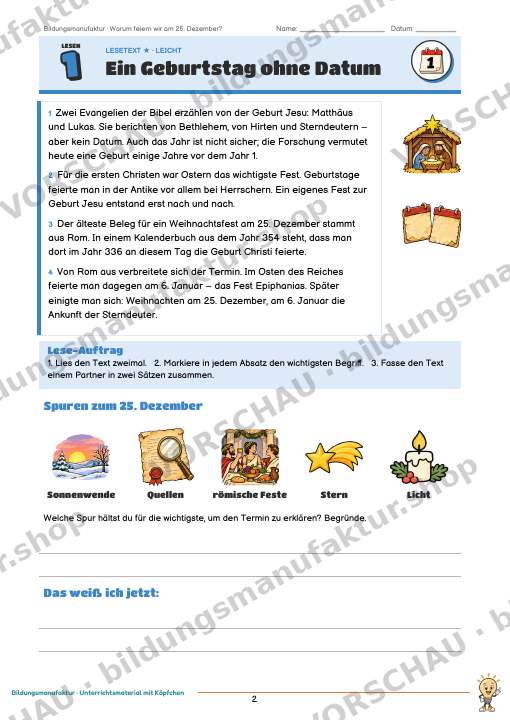 Bildungsmanufaktur · Warum feiern wir am 25. Dezember? Name: Datum:
LESEN
1
LESETEXT ★ · LEICHT
Ein Geburtstag ohne Datum
1
1 Zwei Evangelien der Bibel erzählen von der Geburt Jesu: Matthäus
und Lukas. Sie berichten von Bethlehem, von Hirten und Sterndeutern –
aber kein Datum. Auch das Jahr ist nicht sicher; die Forschung vermutet
heute eine Geburt einige Jahre vor dem Jahr 1.
2 Für die ersten Christen war Ostern das wichtigste Fest. Geburtstage
feierte man in der Antike vor allem bei Herrschern. Ein eigenes Fest zur
Geburt Jesu entstand erst nach und nach.
3 Der älteste Beleg für ein Weihnachtsfest am 25. Dezember stammt
aus Rom. In einem Kalenderbuch aus dem Jahr 354 steht, dass man
dort im Jahr 336 an diesem Tag die Geburt Christi feierte.
4 Von Rom aus verbreitete sich der Termin. Im Osten des Reiches
feierte man dagegen am 6. Januar – das Fest Epiphanias. Später
einigte man sich: Weihnachten am 25. Dezember, am 6. Januar die
Ankunft der Sterndeuter.
Lese-Auftrag
1. Lies den Text zweimal. 2. Markiere in jedem Absatz den wichtigsten Begriff. 3. Fasse den Text
einem Partner in zwei Sätzen zusammen.
Spuren zum 25. Dezember
Sonnenwende Quellen römische Feste Stern Licht
Welche Spur hältst du für die wichtigste, um den Termin zu erklären? Begründe.
Das weiß ich jetzt:
Bildungsmanufaktur · Unterrichtsmaterial mit Köpfchen
2
VORSCHAU · bildungsmanufaktur.shop